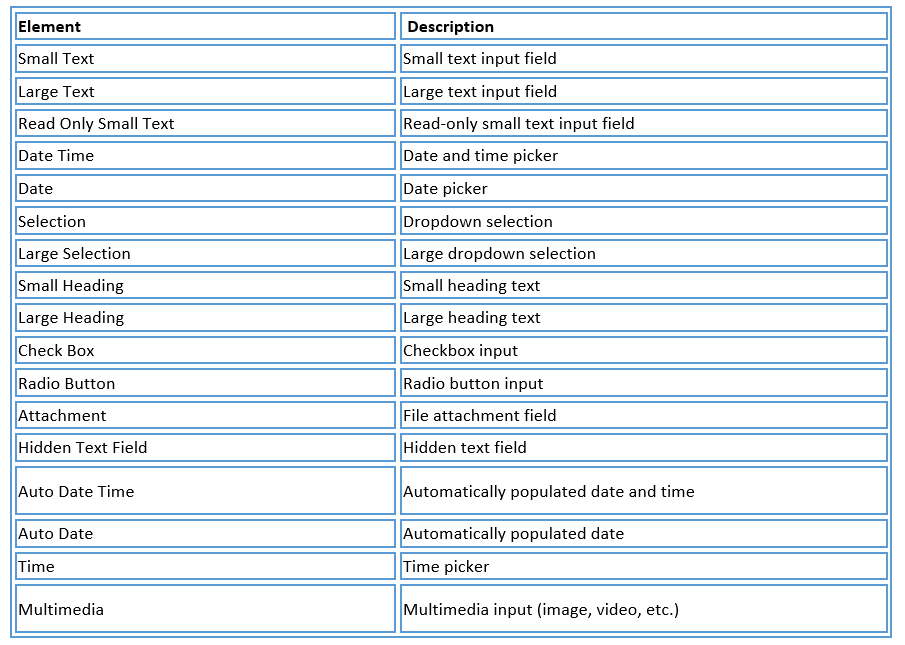 Element Description
Small Text Small text input field
Large Text Large text input field
Read Only Small Text Read-only small text input field
Date Time Date and time picker
Date Date picker
Selection Dropdown selection
Large Selection Large dropdown selection
Small Heading Small heading text
Large Heading Large heading text
Check Box Checkbox input
Radio Button Radio button input
Attachment File attachment field
Hidden Text Field Hidden text field
Auto Date Time Automatically populated date and time
Auto Date Automatically populated date
Time Time picker
Multimedia Multimedia input (image, video, etc.)